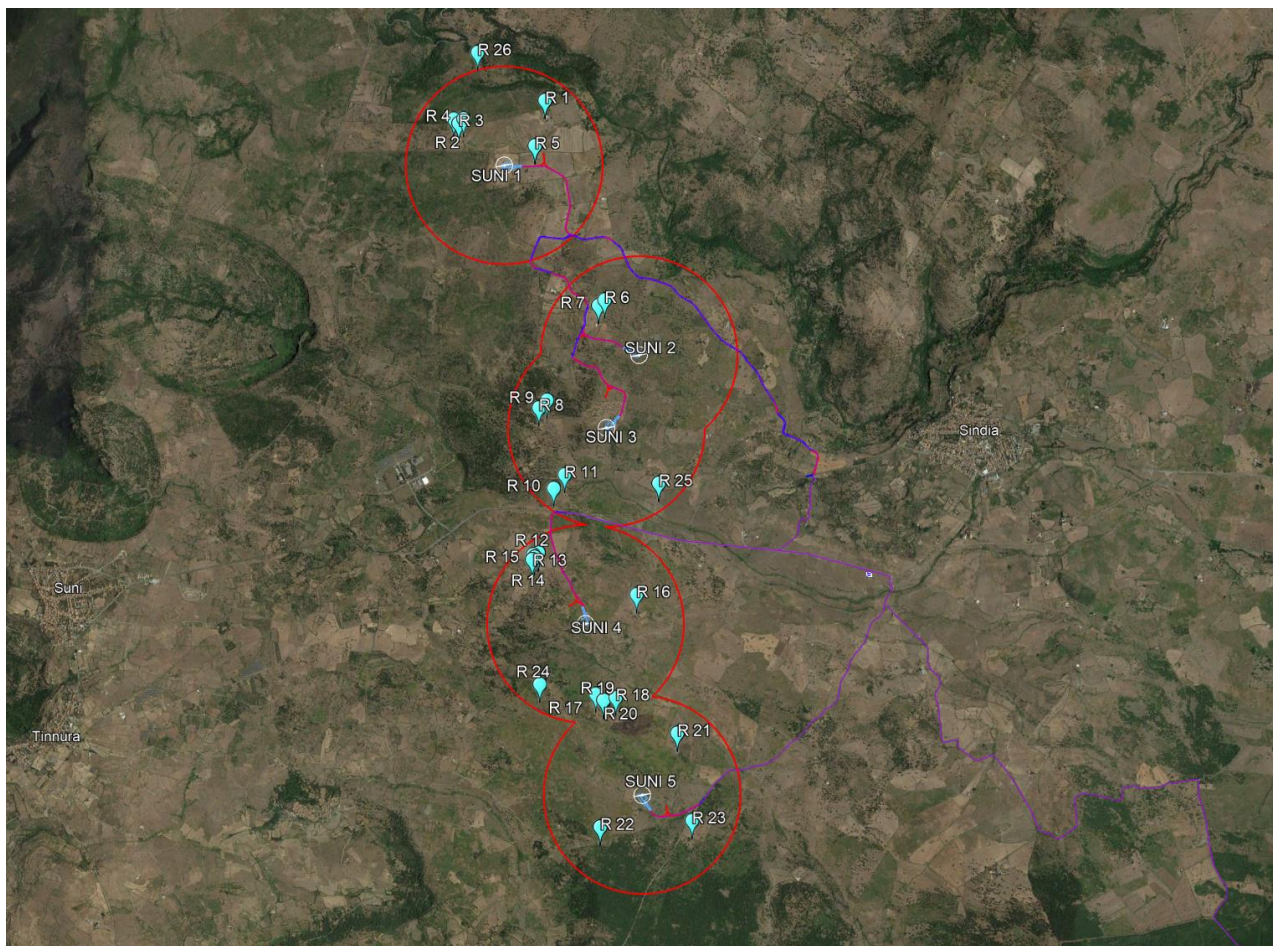 R 26
R 1
R 4
R 3
R 2
R 5
SUNI 1
R 7
R 6
SUNI 2
R 9
R 8
SUNI 3
Sindia
R 11
R 10
R 25
R 12
R 15
R 13
R 14
Suni
R 16
SUNI 4
R 24
R 19
R 18
R 17
R 20
Tinnura
R 21
SUNI 5
R 22
R 23